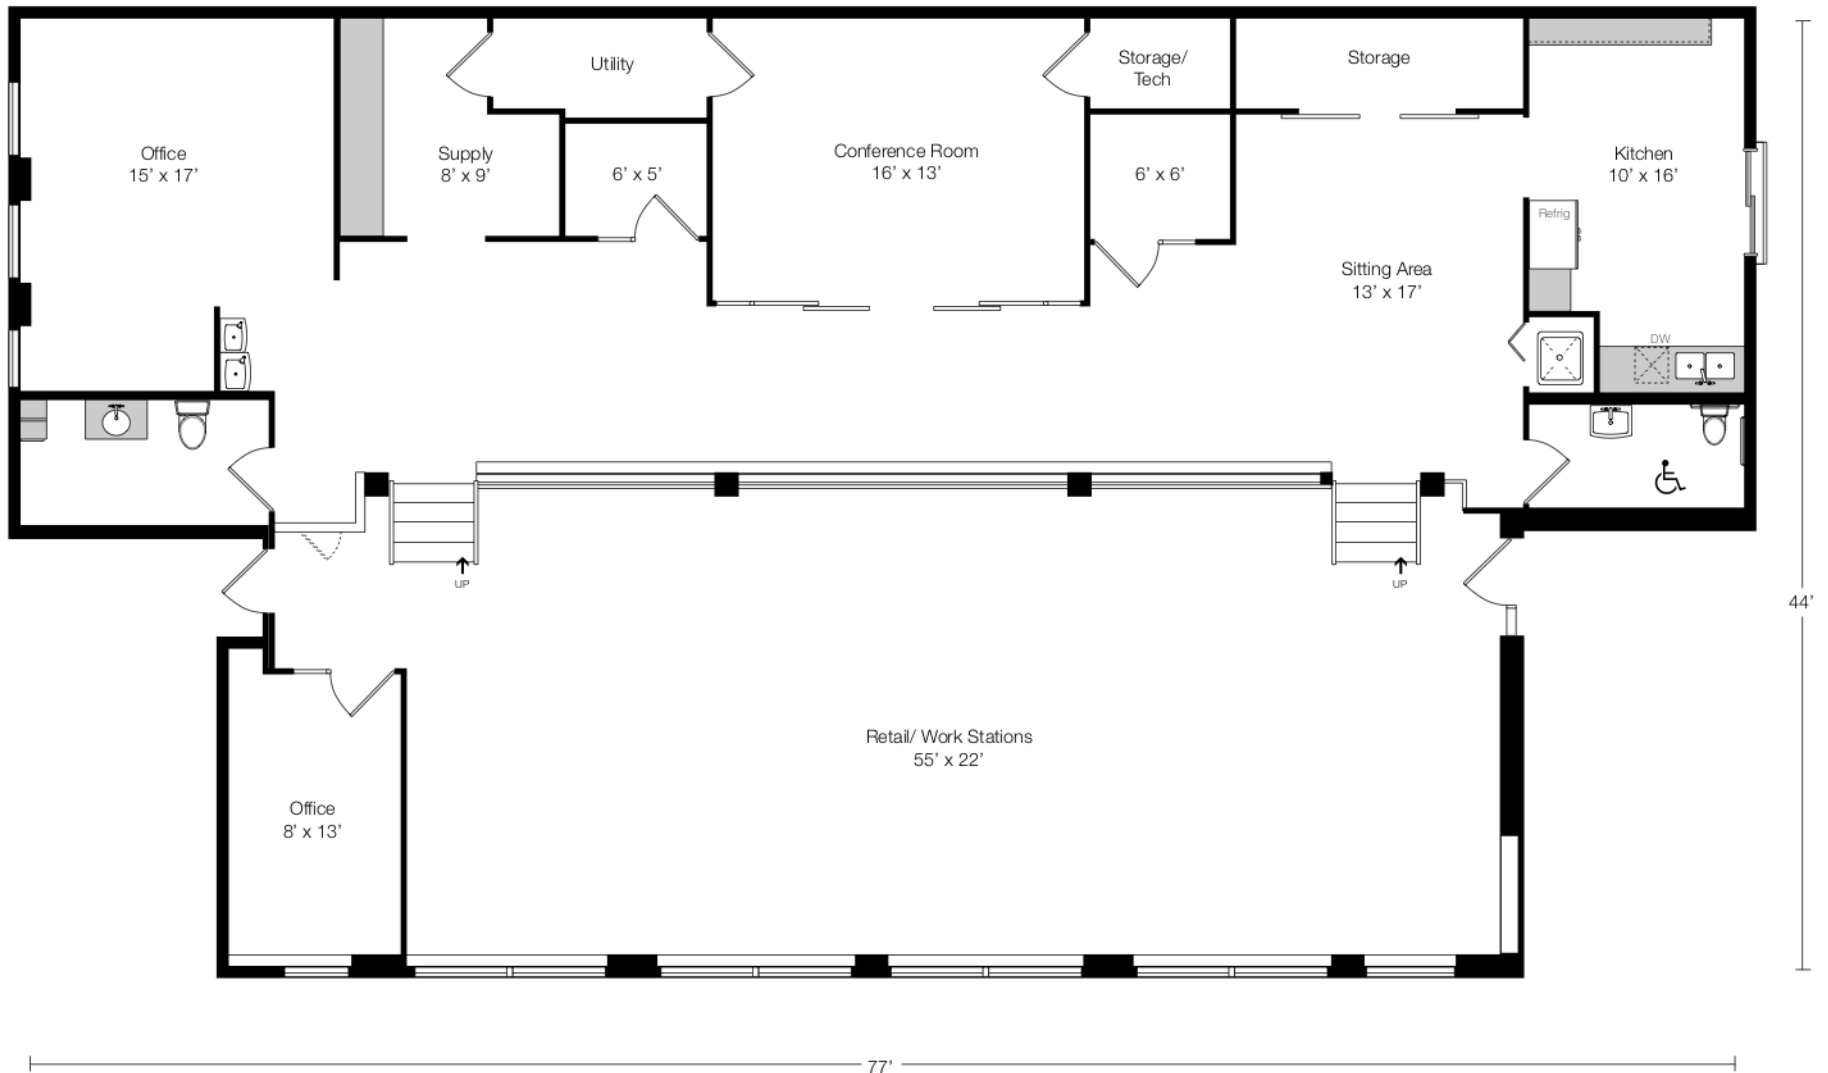 Utility
Storage/
Tech
Storage
Office
15’ x 17’
Supply
8’ x 9’
6’ x 5’
Conference Room
16’ x 13’
6’ x 6’
Kitchen
10’ x 16’
Refrig
Sitting Area
13’ x 17’
DW
UP
UP
44’
Retail/ Work Stations
55’ x 22’
Office
8’ x 13’
77’